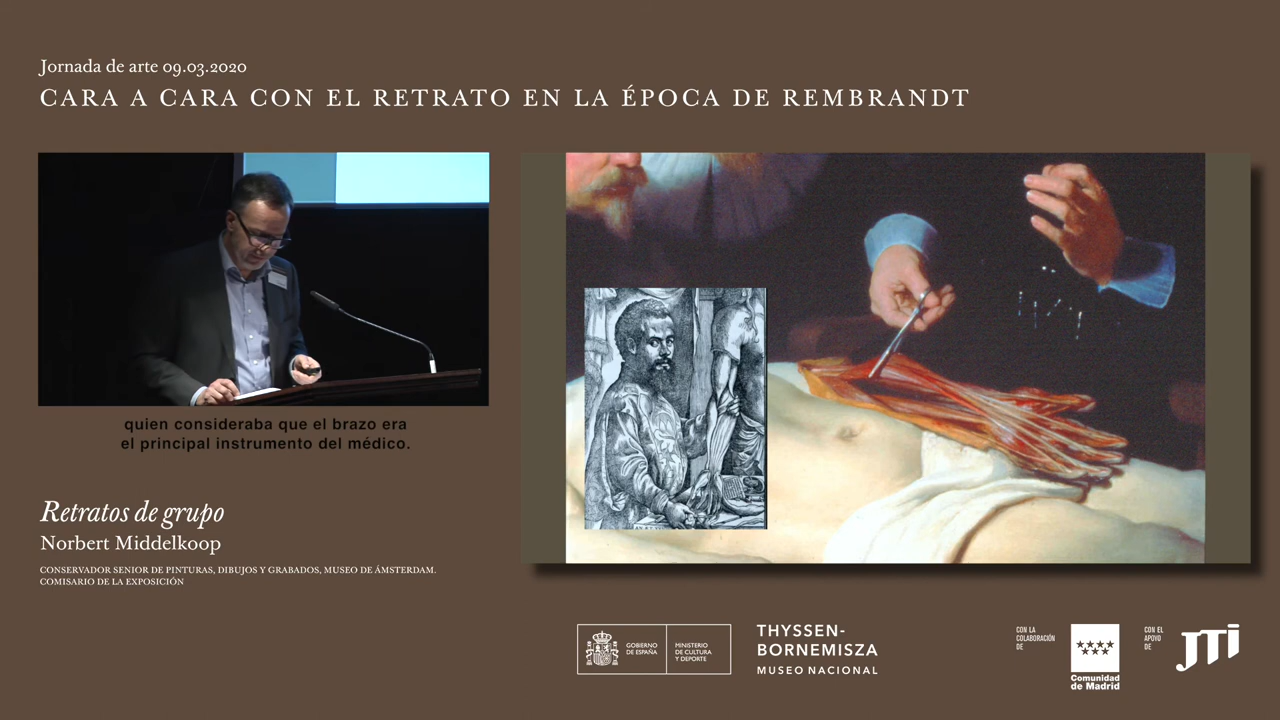 Jornada de arte 09.03.2020
CARA A CARA CON EL RETRATO EN LA ÉPOCA DE REMBRANDT
quien consideraba que el brazo era
el principal instrumento del médico.
Retratos de grupo
Norbert Middelkoop
CONSERVADOR SENIOR DE PINTURAS, DIBUJOS Y GRABADOS, MUSEO DE ÁMSTERDAM.
COMISARIO DE LA EXPOSICIÓN
GOBIERNO
DE ESPAÑA
MINISTERIO
DE CULTURA
Y DEPORTE
THYSSEN-
BORNEMISZA
MUSEO NACIONAL
CON LA
COLABORACIÓN
DE
Comunidad
de Madrid
CON EL
APOYO
DE
JTI